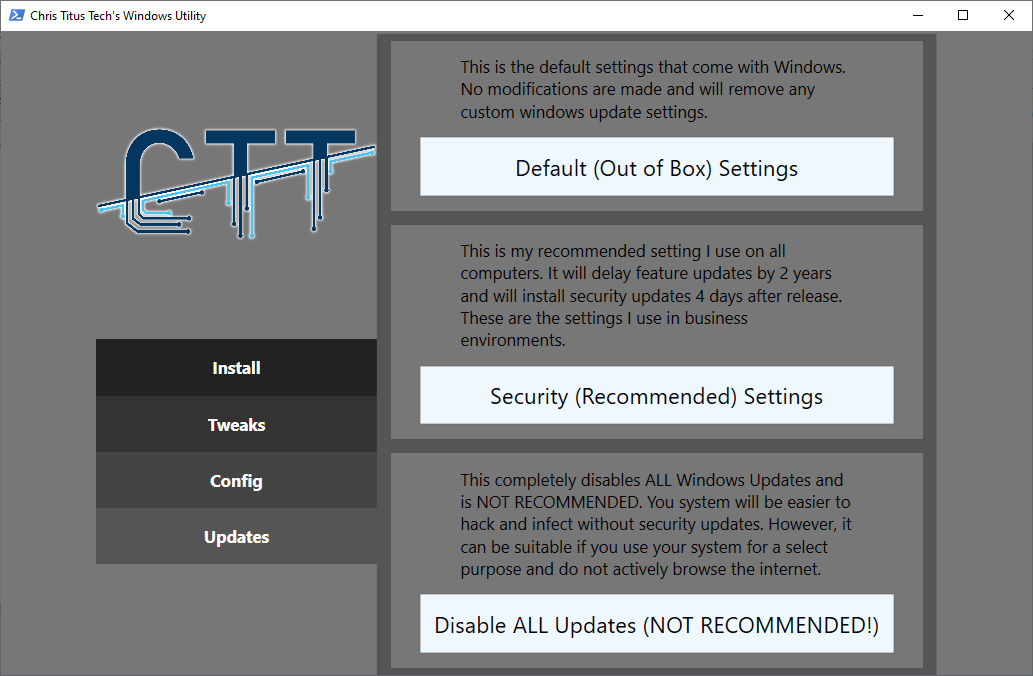 Chris Titus Tech's Windows Utility
CTT
Install
Tweaks
Config
Updates
This is the default settings that come with Windows.
No modifications are made and will remove any
custom windows update settings.
Default (Out of Box) Settings
This is my recommended setting I use on all
computers. It will delay feature updates by 2 years
and will install security updates 4 days after release.
These are the settings I use in business
environments.
Security (Recommended) Settings
This completely disables ALL Windows Updates and
is NOT RECOMMENDED. You system will be easier to
hack and infect without security updates. However, it
can be suitable if you use your system for a select
purpose and do not actively browse the internet.
Disable ALL Updates (NOT RECOMMENDED!)